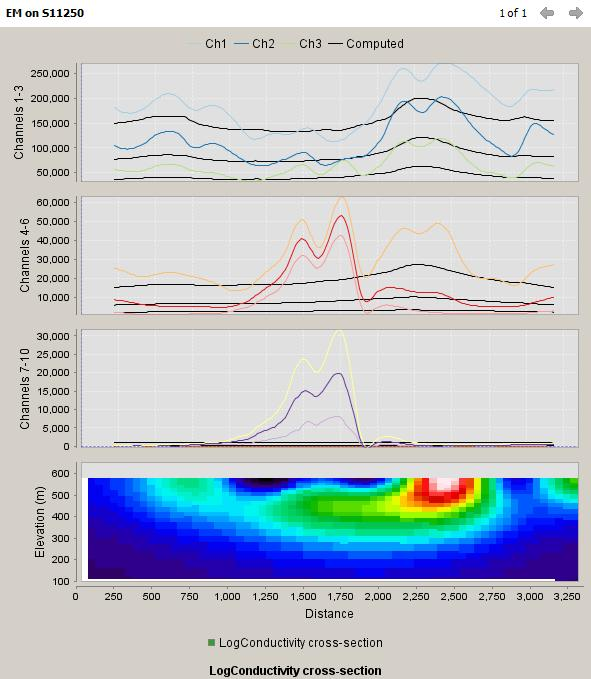 EM on S11250 1 of 1
Ch1 Ch2 Ch3 Computed
Channels 1-3
250,000
200,000
150,000
100,000
50,000
Channels 4-6
60,000
50,000
40,000
30,000
20,000
10,000
Channels 7-10
30,000
25,000
20,000
15,000
10,000
5,000
0
Elevation (m)
600
500
400
300
200
100
0 250 500 750 1,000 1,250 1,500 1,750 2,000 2,250 2,500 2,750 3,000 3,250
Distance
LogConductivity cross-section
LogConductivity cross-section